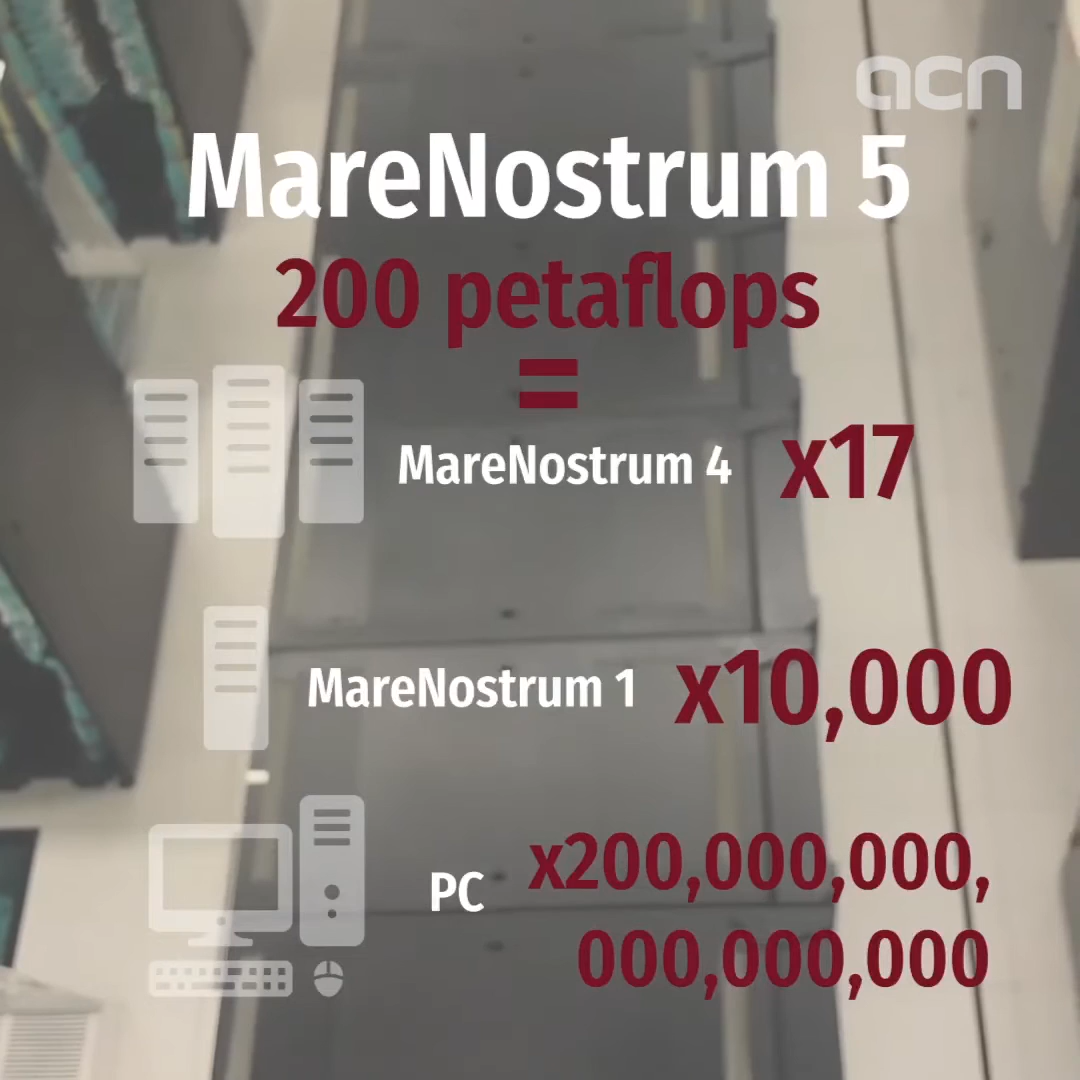 acn
MareNostrum 5
200 petaflops
=
MareNostrum 4 x17
MareNostrum 1 x10,000
PC x200,000,000,
000,000,000